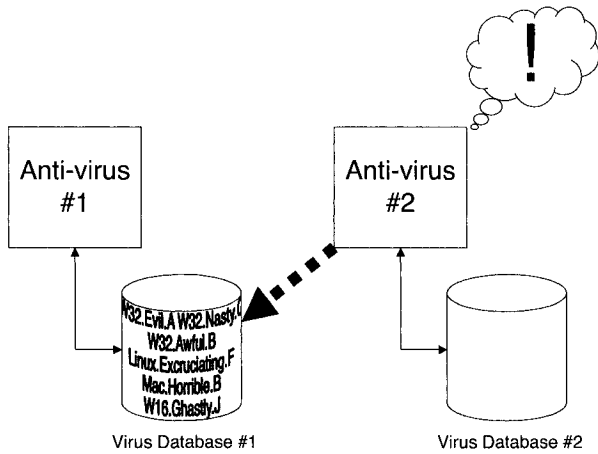 !
Anti-virus
#1
Anti-virus
#2
W32.Evil.A W32.Nasty.C
W32.Awful.B
Linux.Excruciating.F
Mac.Horrible.B
W16.Ghastly.J
Virus Database #1
Virus Database #2